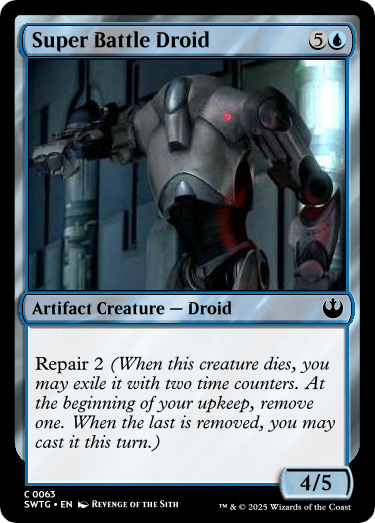 Super Battle Droid 5
Artifact Creature — Droid
Repair 2 (When this creature dies, you
may exile it with two time counters. At
the beginning of your upkeep, remove
one. When the last is removed, you may
cast it this turn.)
4/5
C 0063
SWTG • EN Revenge of the Sith
™ & © 2025 Wizards of the Coast